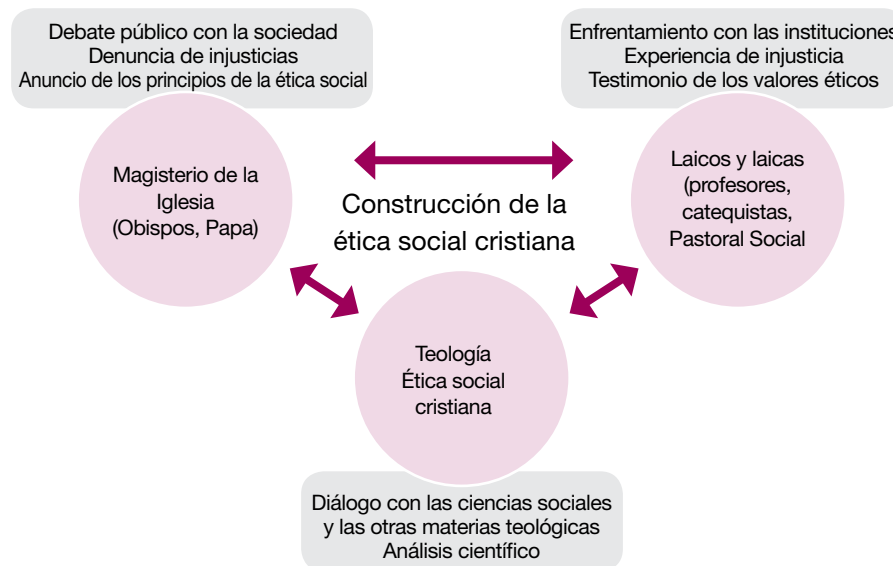 Debate público con la sociedad
Denuncia de injusticias
Anuncio de los principios de la ética social
Enfrentamiento con las instituciones
Experiencia de injusticia
Testimonio de los valores éticos
Magisterio de la
Iglesia
(Obispos, Papa)
Construcción de la
ética social cristiana
Laicos y laicas
(profesores,
catequistas,
Pastoral Social
Teología
Ética social
cristiana
Diálogo con las ciencias sociales
y las otras materias teológicas
Análisis científico